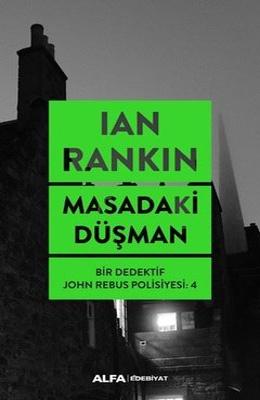 IAN
RANKIN
MASADAKİ
DÜŞMAN
BİR DEDEKTİF
JOHN REBUS POLİSİYESİ: 4
ALFA | EDEBİYAT